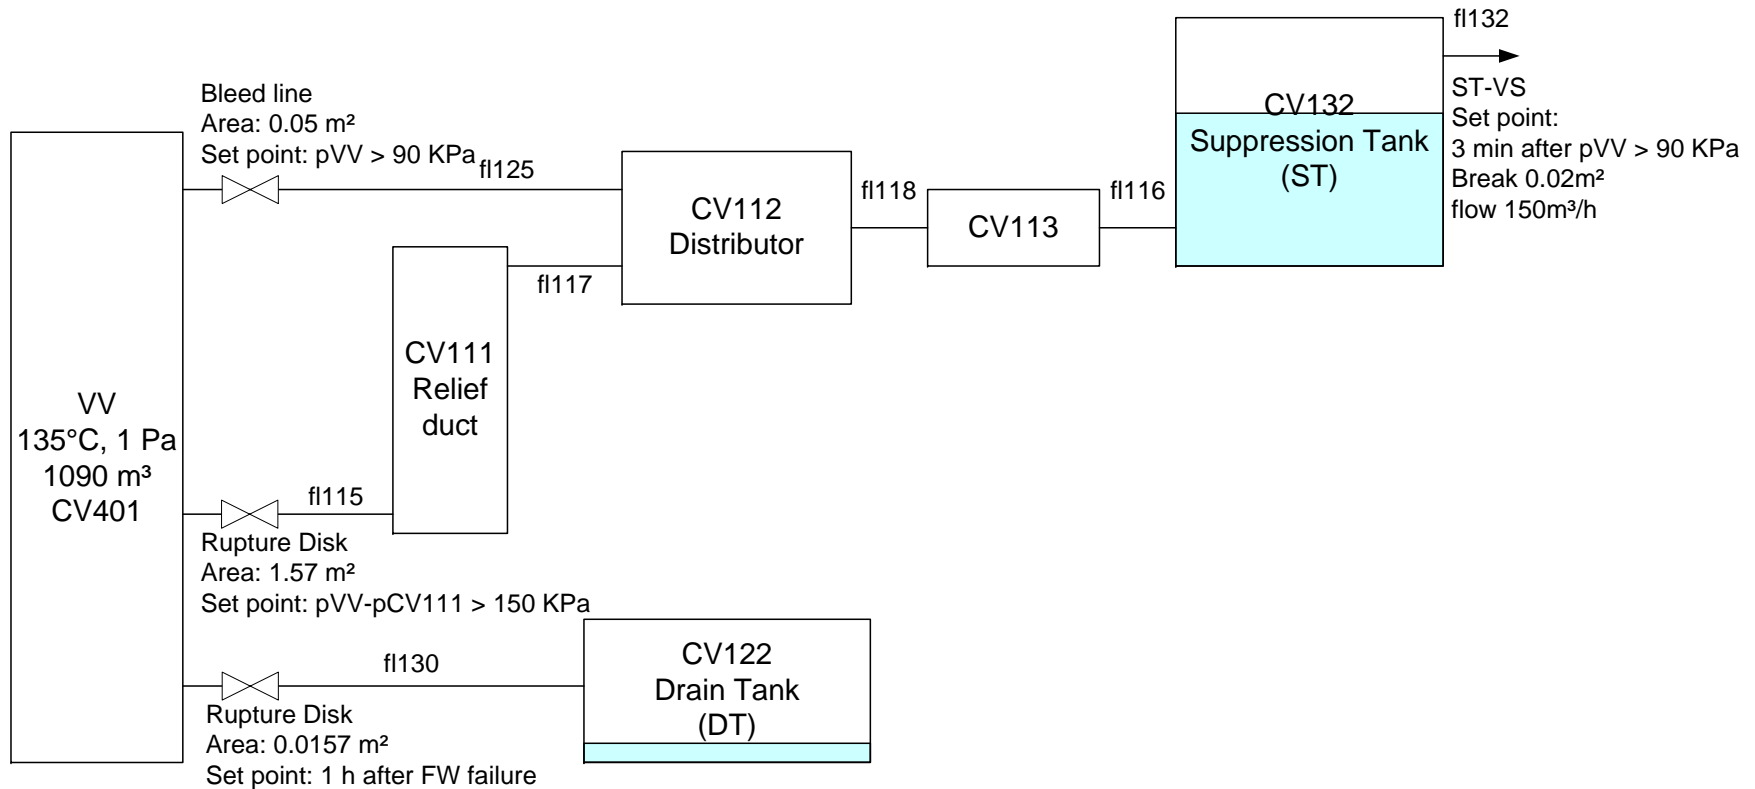 fl132
Bleed line
Area: 0.05 m²
Set point: pVV > 90 KPa
fl125
CV132
Suppression Tank
(ST)
ST-VS
Set point:
3 min after pVV > 90 KPa
Break 0.02m²
flow 150m³/h
CV112
Distributor
fl118
CV113
fl116
fl117
CV111
Relief
duct
VV
135°C, 1 Pa
1090 m³
CV401
fl115
Rupture Disk
Area: 1.57 m²
Set point: pVV-pCV111 > 150 KPa
fl130
CV122
Drain Tank
(DT)
Rupture Disk
Area: 0.0157 m²
Set point: 1 h after FW failure